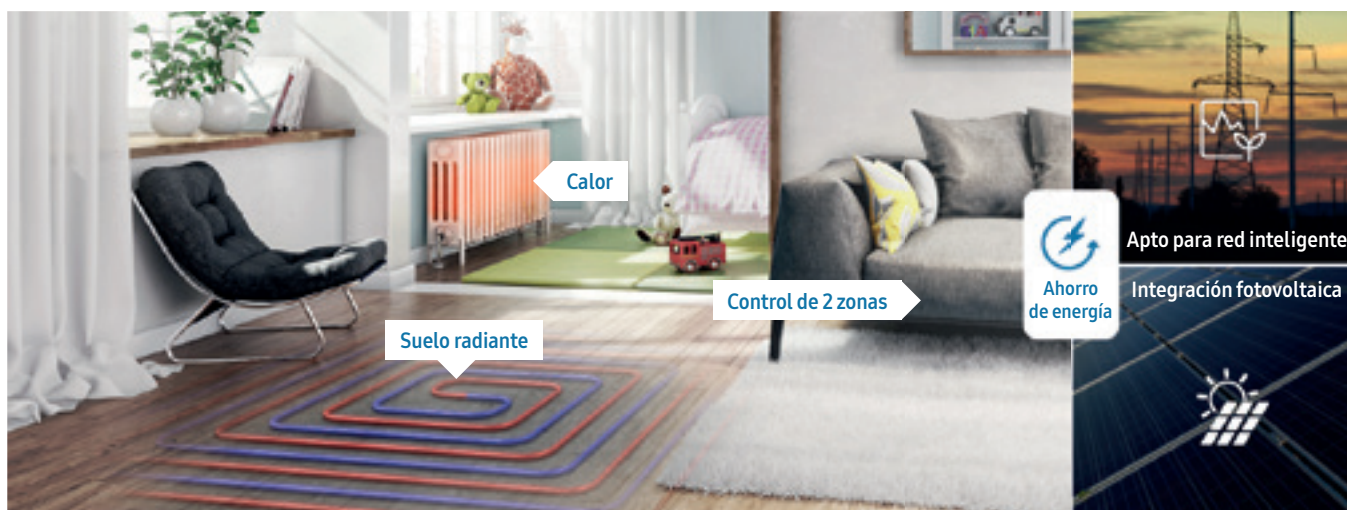 Calor
Control de 2 zonas
Suelo radiante
Ahorro
de energía
Apto para red inteligente
Integración fotovoltaica